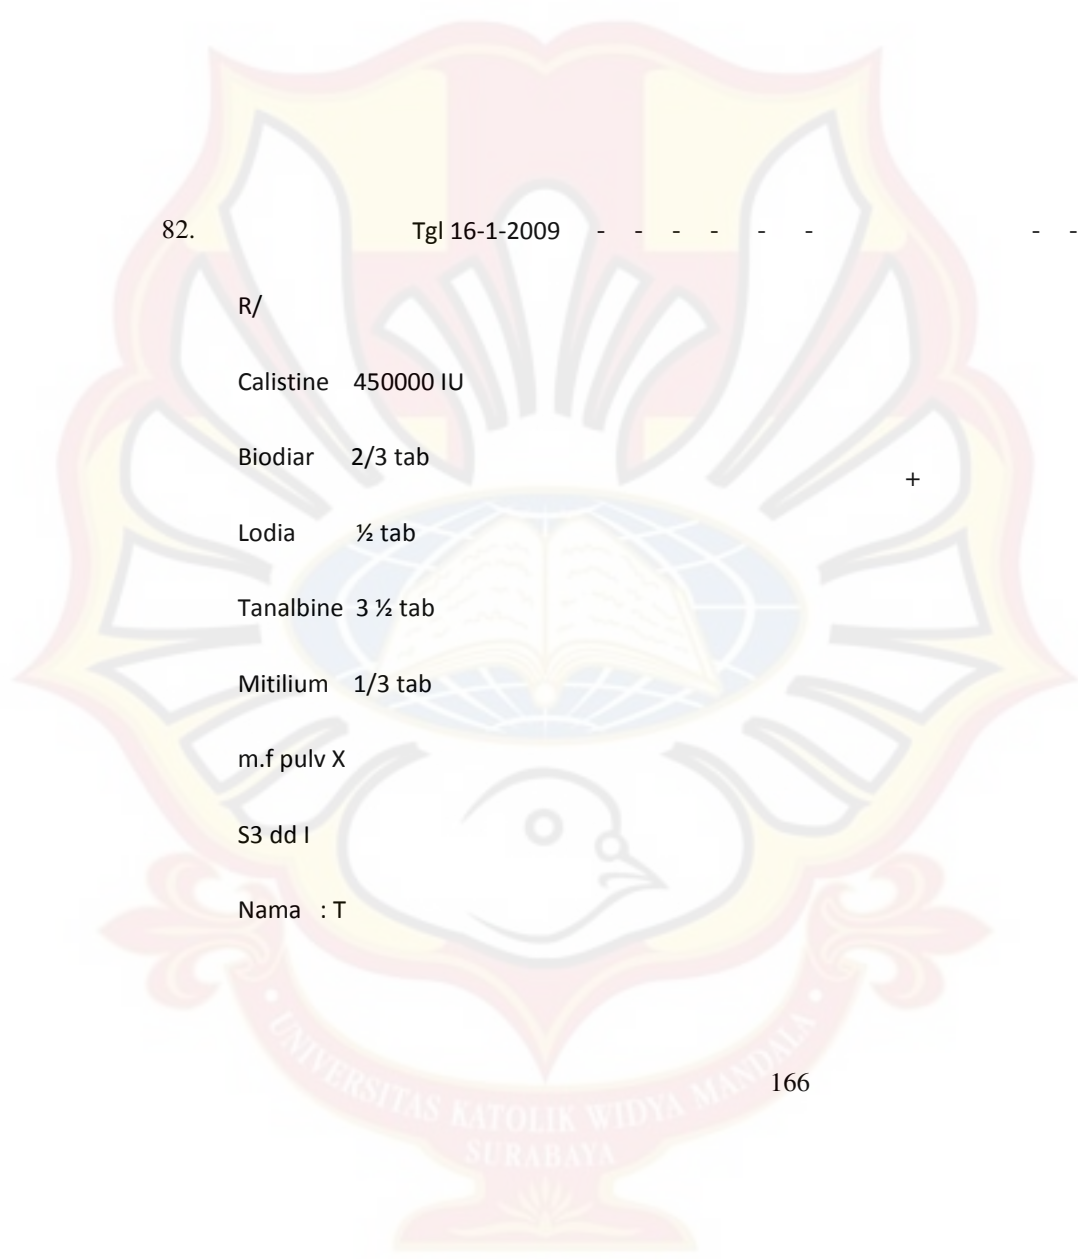 82. Tgl 16-1-2009 - - - - - - - -
R/
Calistine 450000 IU
Biodiar 2/3 tab
+
Lodia ½ tab
Tanalbine 3 ½ tab
Mitilium 1/3 tab
m.f pulv X
S3 dd I
Nama : T
166
UNIVERSITAS KATOLIK WIDYA MANDALA
SURABAYA